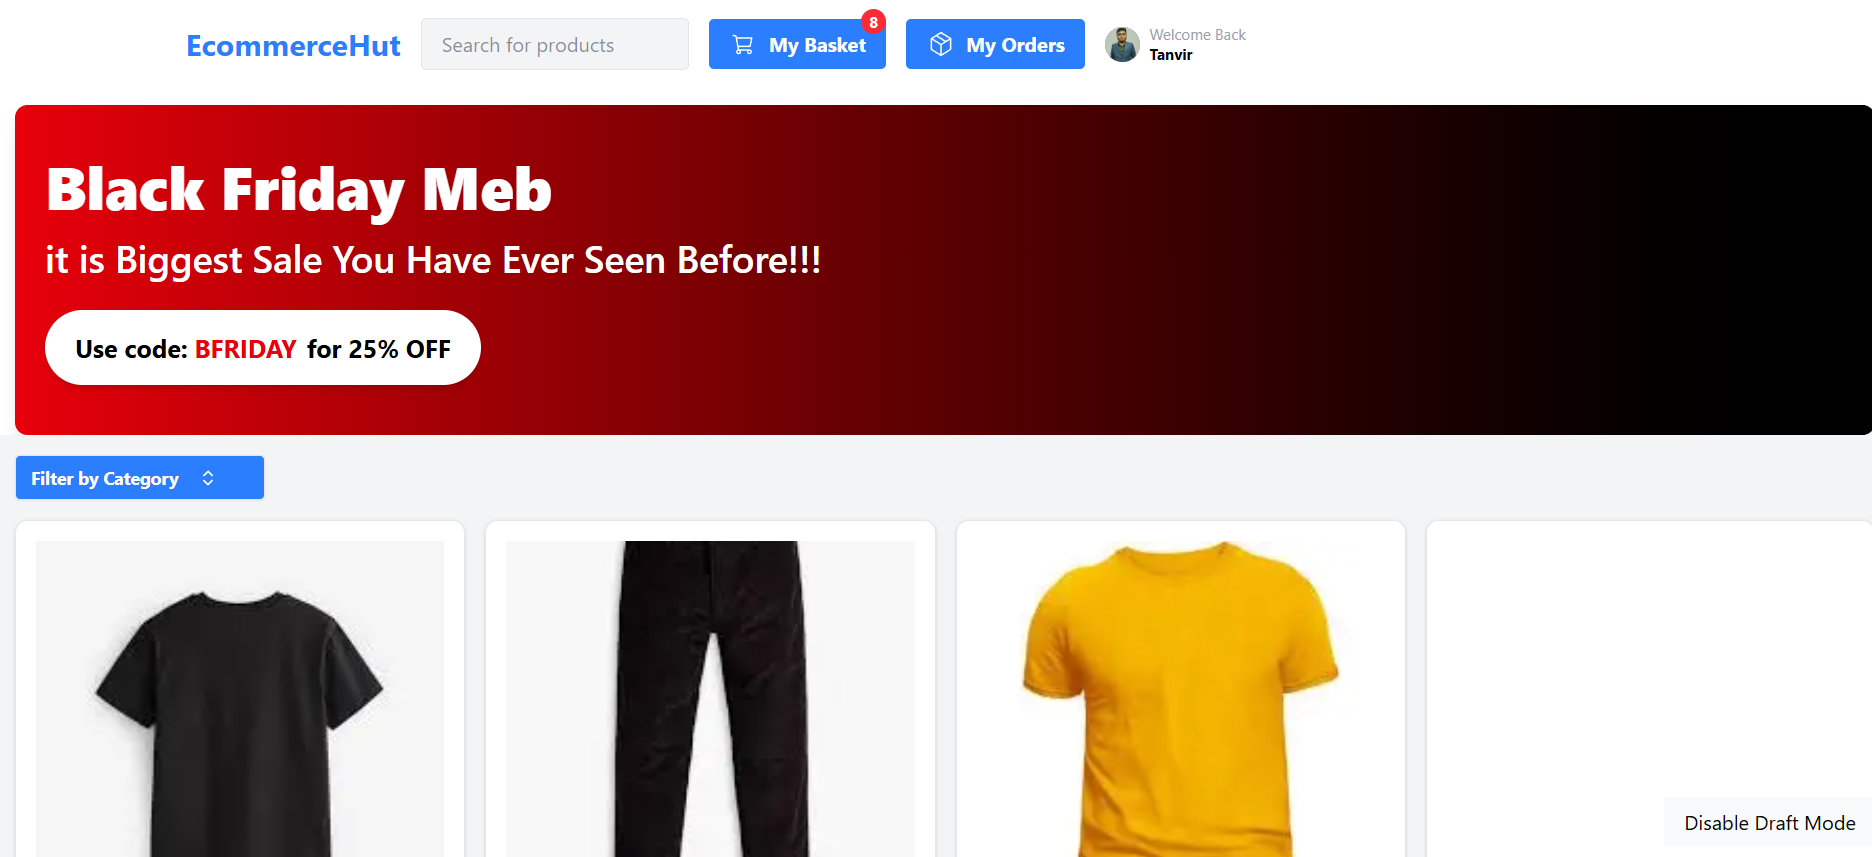 EcommerceHut
Search for products
My Basket
8
My Orders
Welcome Back
Tanvir
Black Friday Meb
it is Biggest Sale You Have Ever Seen Before!!!
Use code: BFRIDAY for 25% OFF
Filter by Category
Disable Draft Mode